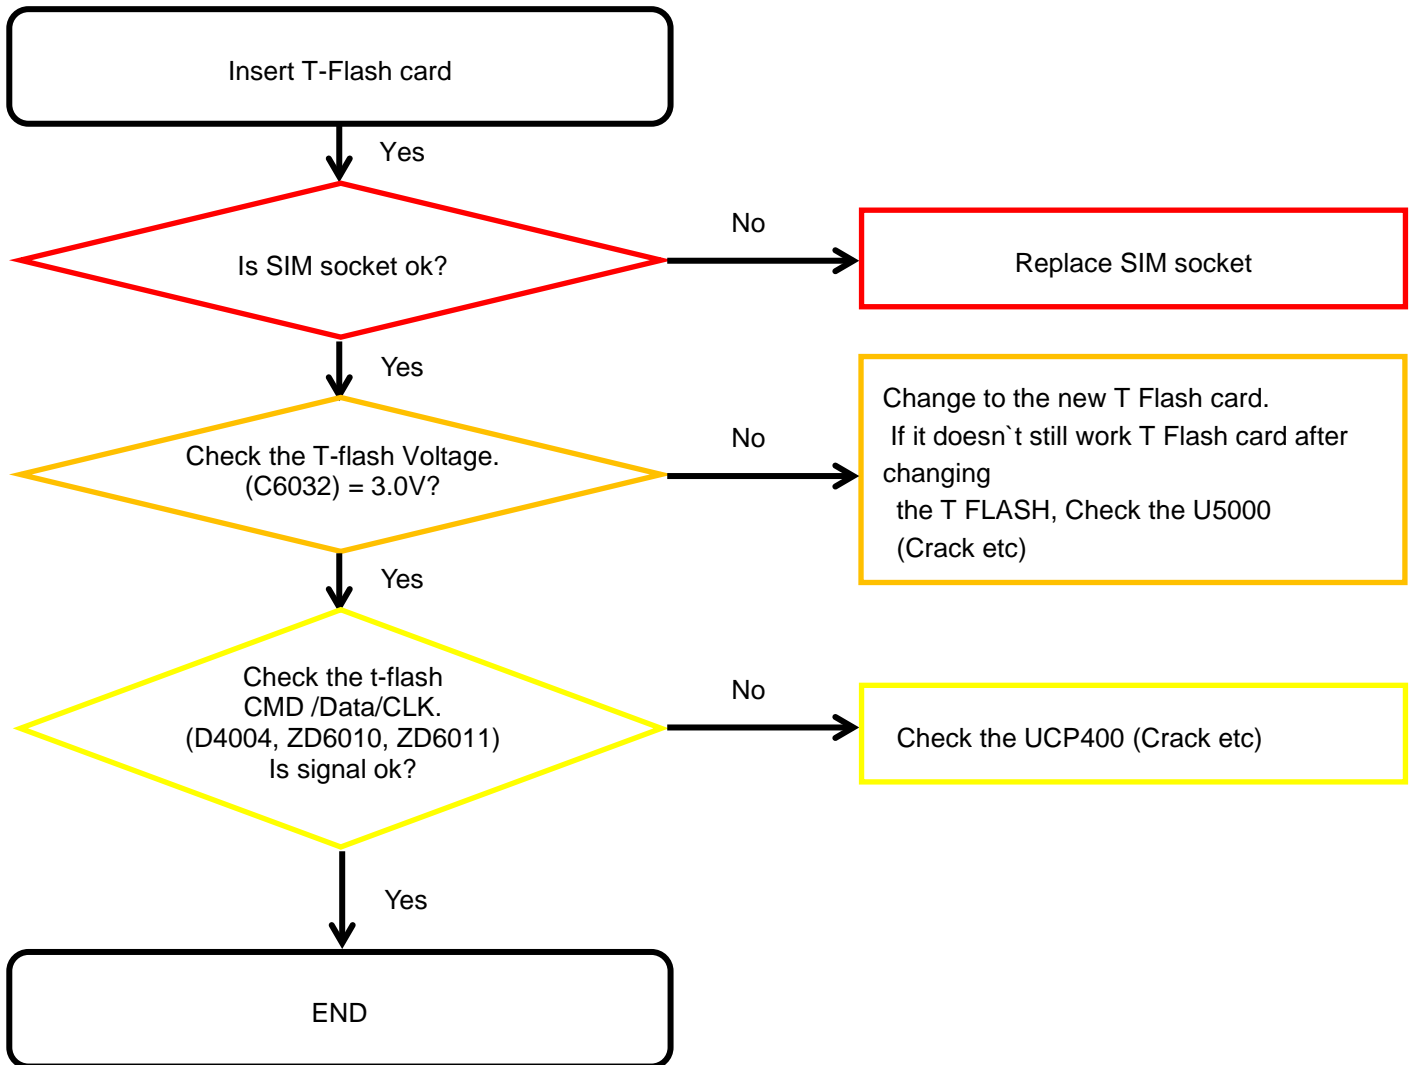 Insert T-Flash card
Yes
Is SIM socket ok?
No
Replace SIM socket
Yes
Check the T-flash Voltage.
(C6032) = 3.0V?
No
Change to the new T Flash card.
If it doesn`t still work T Flash card after
changing
the T FLASH, Check the U5000
(Crack etc)
Yes
Check the t-flash
CMD /Data/CLK.
(D4004, ZD6010, ZD6011)
Is signal ok?
No
Check the UCP400 (Crack etc)
Yes
END